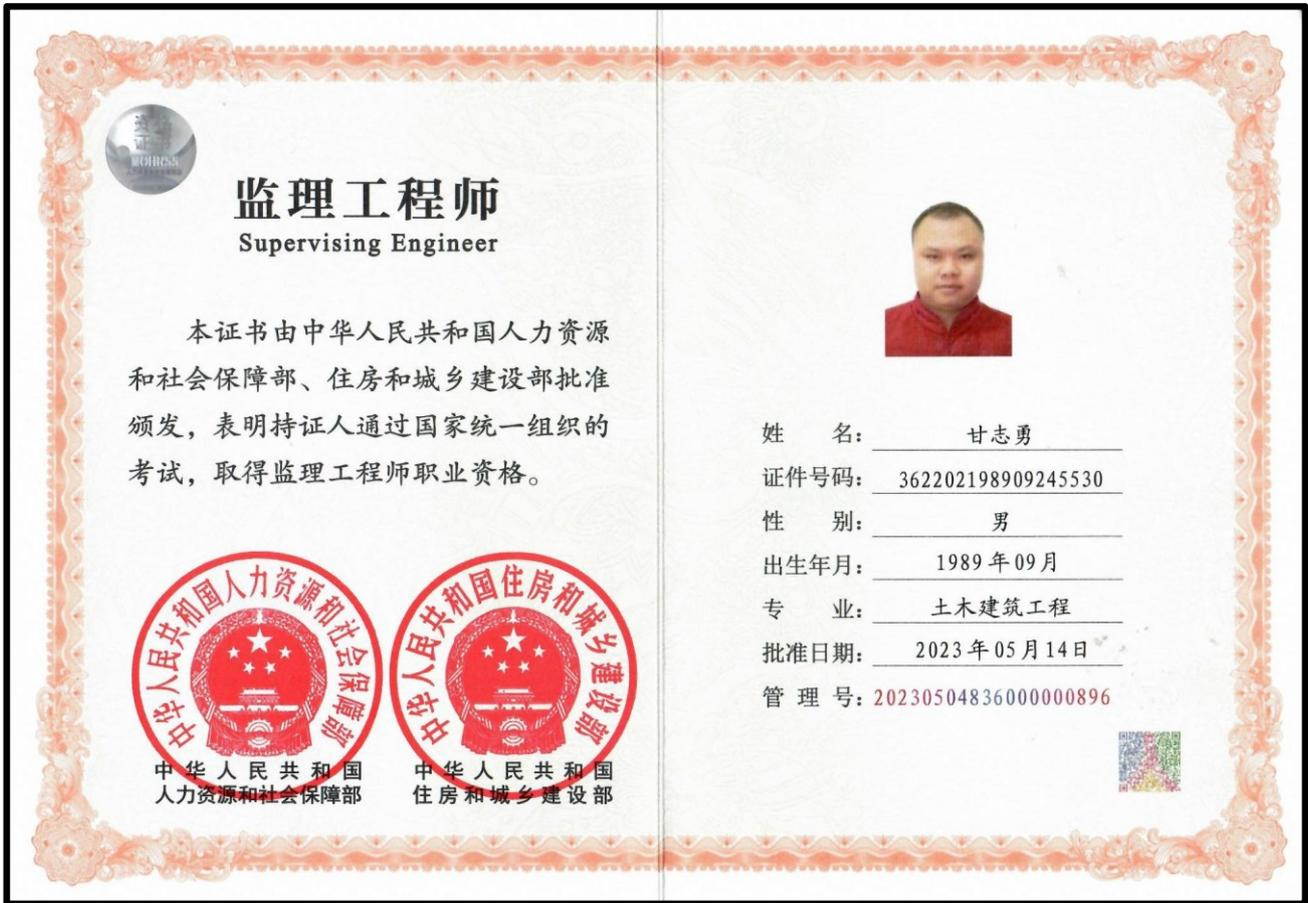 资格
证书
MOHRSS
监理工程师
Supervising Engineer
本证书由中华人民共和国人力资源
和社会保障部、住房和城乡建设部批准
颁发，表明持证人通过国家统一组织的
考试，取得监理工程师职业资格。
中华人民共和国人力资源和社会保障部
中华人民共和国住房和城乡建设部
中华人民共和国
人力资源和社会保障部
中华人民共和国
住房和城乡建设部
姓 名： 甘志勇
证件号码： 362202198909245530
性 别： 男
出生年月： 1989年09月
专 业： 土木建筑工程
批准日期： 2023年05月14日
管 理 号：20230504836000000896